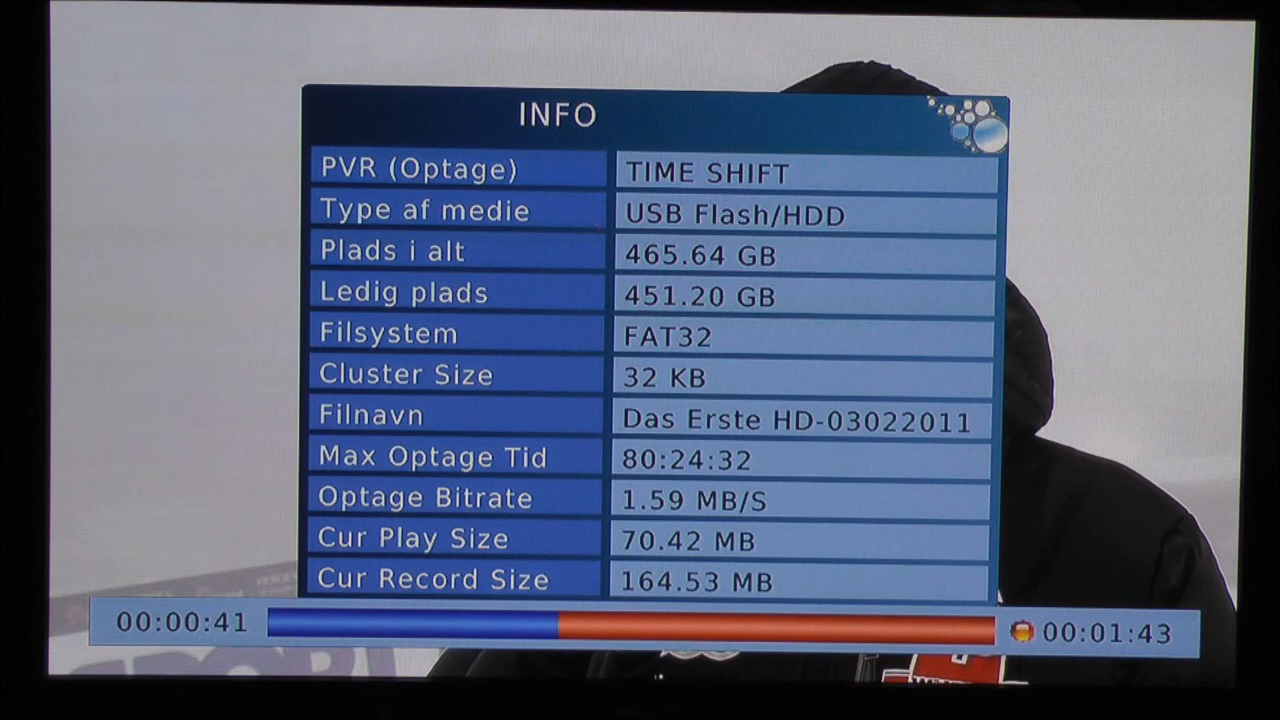 INFO
PVR (Optage) TIME SHIFT
Type af medie USB Flash/HDD
Plads i alt 465.64 GB
Ledig plads 451.20 GB
Filsystem FAT32
Cluster Size 32 KB
Filnavn Das Erste HD-03022011
Max Optage Tid 80:24:32
Optage Bitrate 1.59 MB/S
Cur Play Size 70.42 MB
Cur Record Size 164.53 MB
00:00:41 00:01:43